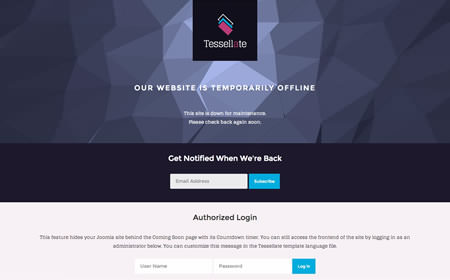 Tessellate
OUR WEBSITE IS TEMPORARILY OFFLINE
This site is down for maintenance.
Please check back again soon.
Get Notified When We're Back
Email Address
Subscribe
Authorized Login
This feature hides your Joomla site behind the Coming Soon page with its Countdown timer. You can still access the frontend of the site by logging in as an
administrator below. You can customize this message in the Tessellate template language file.
User Name
Password
Log in